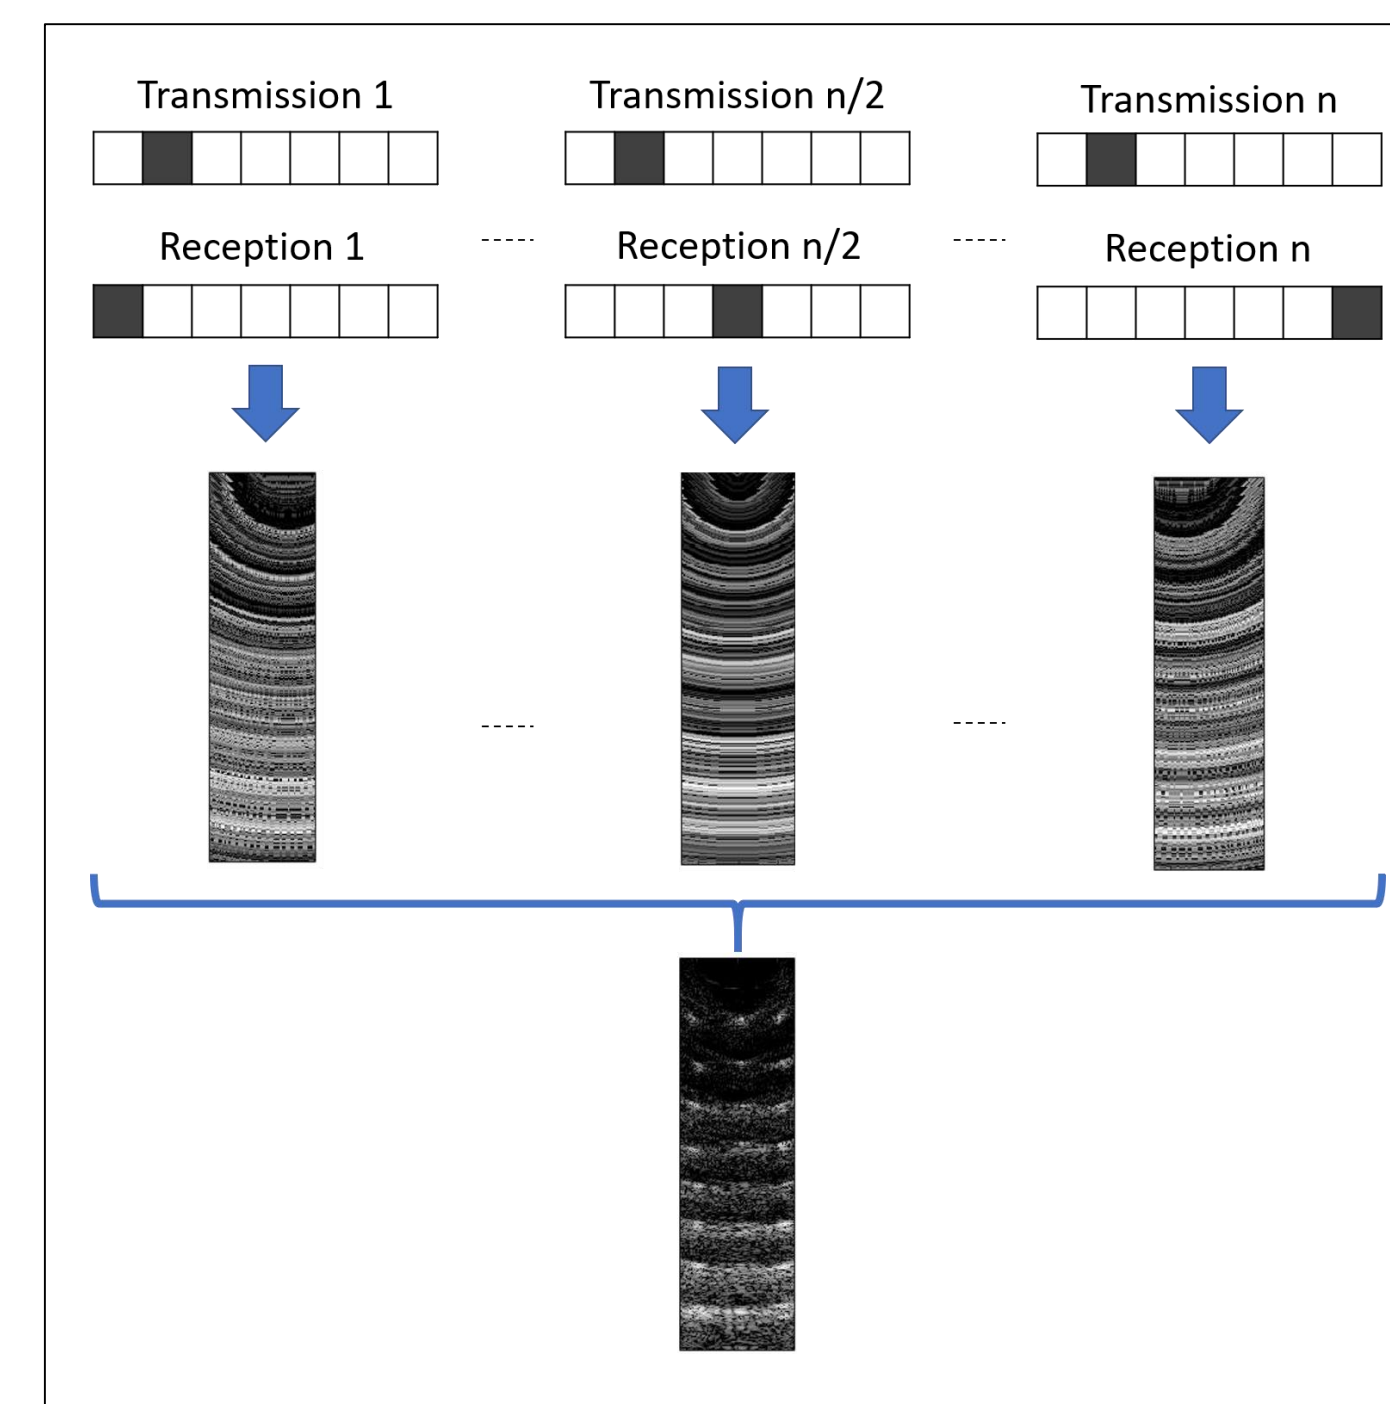 Transmission 1
Transmission n/2
Transmission n
Reception 1
Reception n/2
Reception n